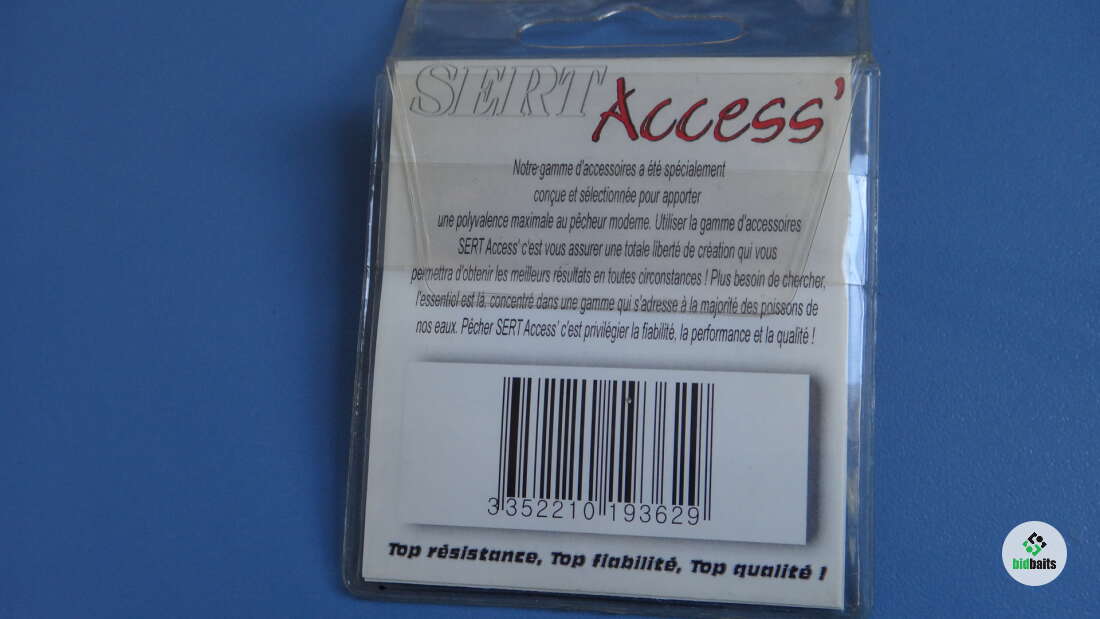 SERT Access'
Notre gamme d'accessoires a été spécialement
conçue et sélectionnée pour apporter
une polyvalence maximale au pêcheur moderne. Utiliser la gamme d'accessoires
SERT Access' c'est vous assurer une totale liberté de création qui vous
permettra d'obtenir les meilleurs résultats en toutes circonstances ! Plus besoin de chercher,
l'essentiel est là, concentré dans une gamme qui s'adresse à la majorité des poissons de
nos eaux. Pêcher SERT Access' c'est privilégier la fiabilité, la performance et la qualité !
3 352210 193629
Top résistance, Top fiabilité, Top qualité !
bidbaits